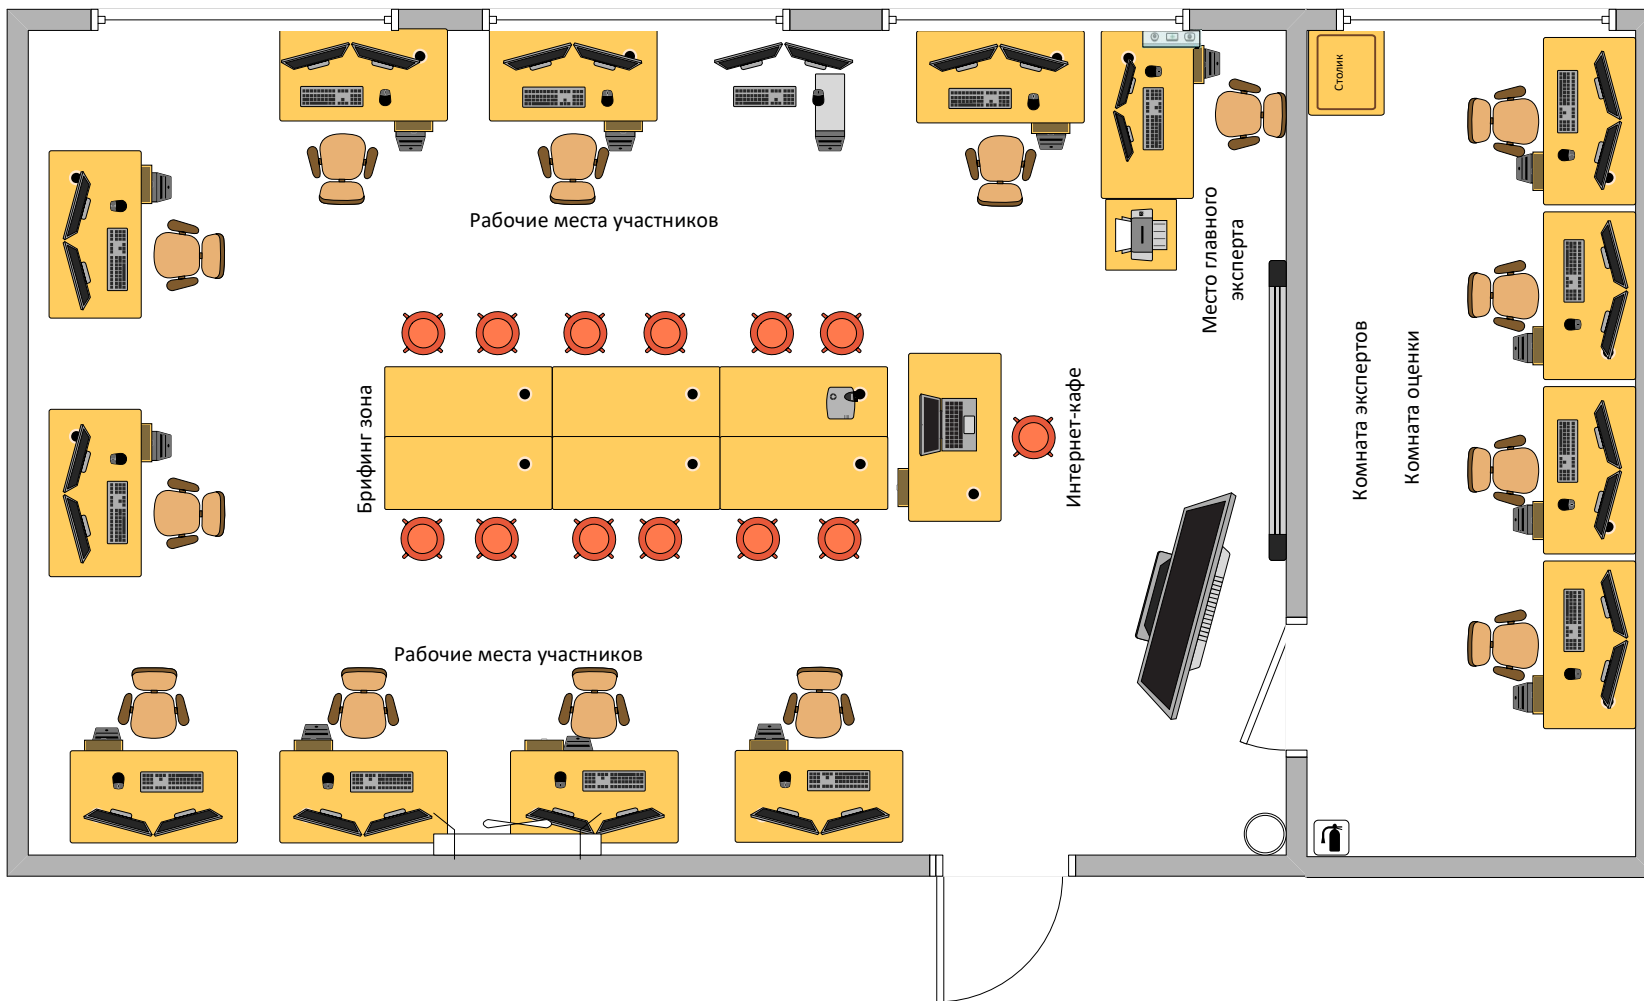 Столик
Рабочие места участников
Место главного
эксперта
Брифинг зона
Интернет-кафе
Комната экспертов
Комната оценки
Рабочие места участников